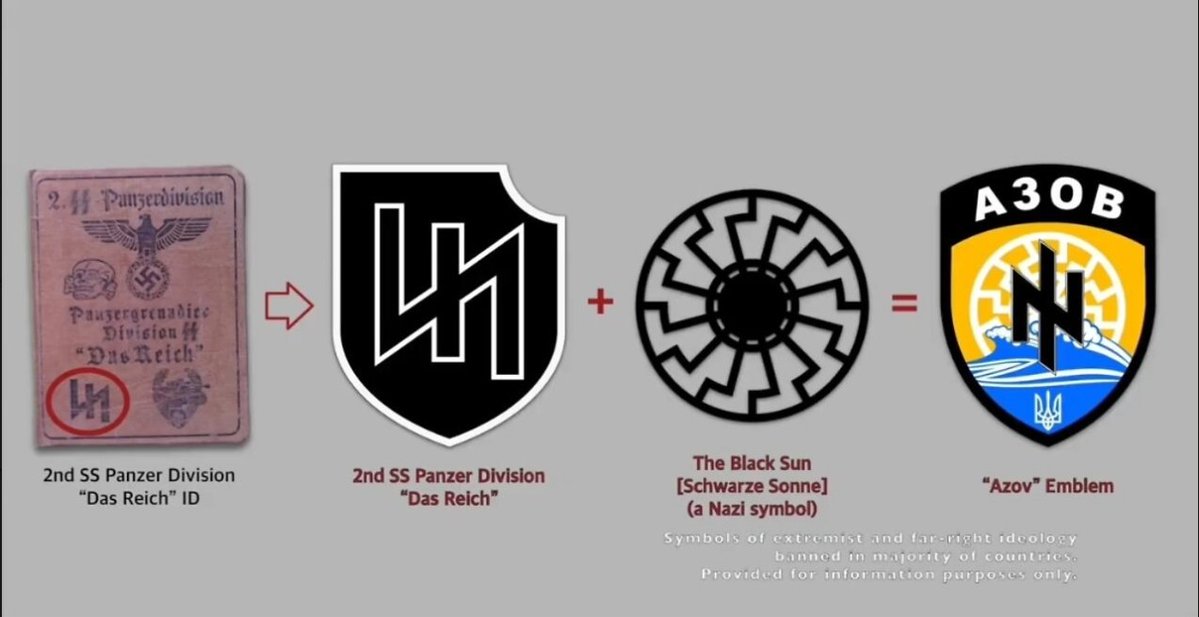 2. SS Panzerdivision
Panzergrenadier
Division SS
"Das Reich"
2nd SS Panzer Division
"Das Reich" ID
2nd SS Panzer Division
"Das Reich"
The Black Sun
[Schwarze Sonne]
(a Nazi symbol)
АЗОВ
"Azov" Emblem
Symbols of extremist and far-right ideology
banned in majority of countries.
Provided for information purposes only.